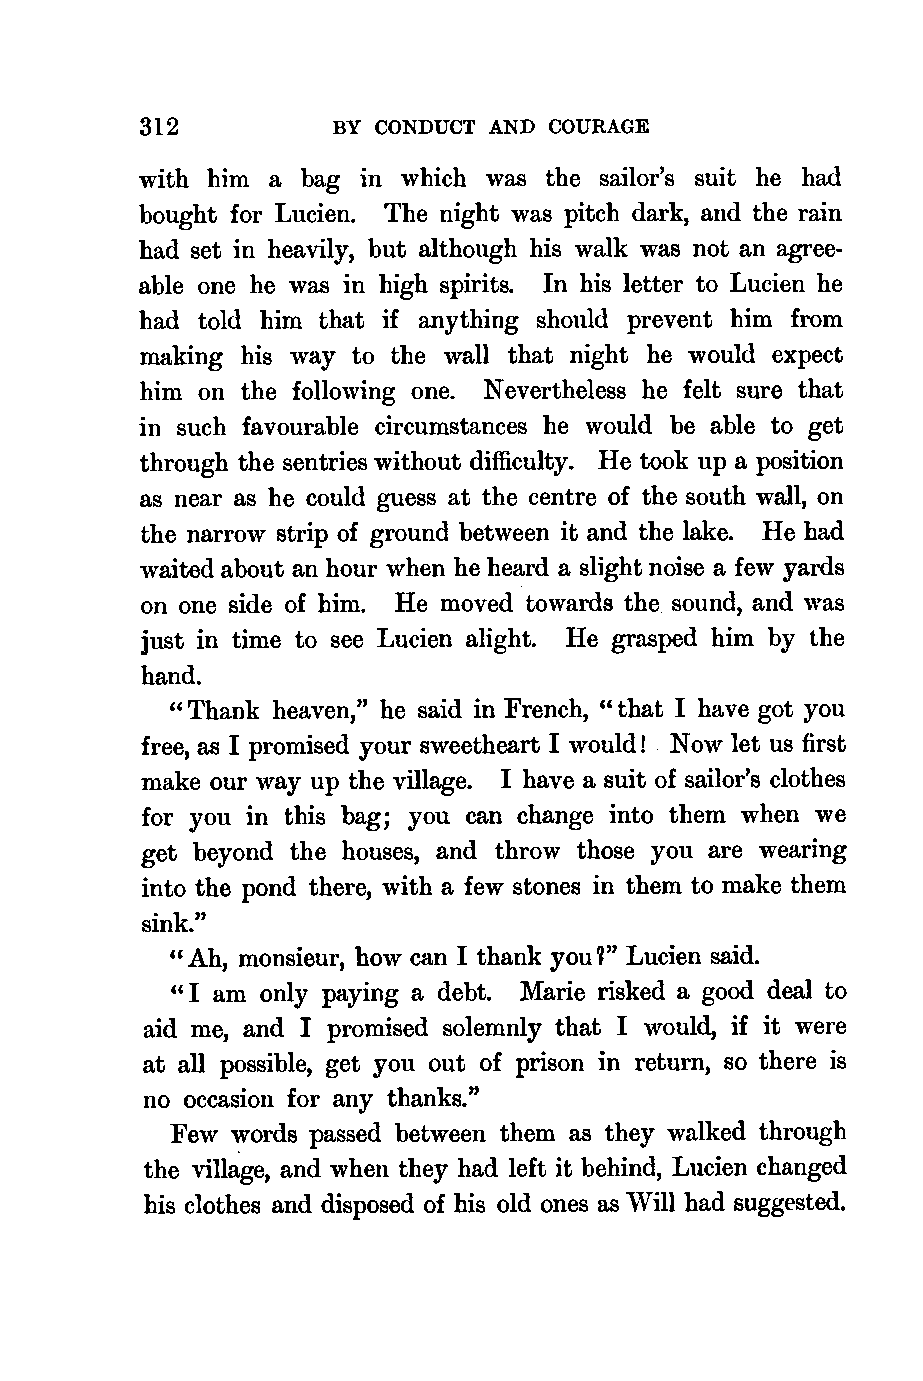 312 BY CONDUCT AND COURAGE
with him a bag in which was the sailor's suit he had
bought for Lucien. The night was pitch dark, and the rain
had set in heavily, but although his walk was not an agree-
able one he was in high spirits. In his letter to Lucien he
had told him that if anything should prevent him from
making his way to the wall that night he would expect
him on the following one. Nevertheless he felt sure that
in such favourable circumstances he would be able to get
through the sentries without difficulty. He took up a position
as near as he could guess at the centre of the south wall, on
the narrow strip of ground between it and the lake. He had
waited about an hour when he heard a slight noise a few yards
on one side of him. He moved towards the sound, and was
just in time to see Lucien alight. He grasped him by the
hand.
"Thank heaven," he said in French, "that I have got you
free, as I promised your sweetheart I would! Now let us first
make our way up the village. I have a suit of sailor's clothes
for you in this bag; you can change into them when we
get beyond the houses, and throw those you are wearing
into the pond there, with a few stones in them to make them
sink."
"Ah, monsieur, how can I thank you?" Lucien said.
"I am only paying a debt. Marie risked a good deal to
aid me, and I promised solemnly that I would, if it were
at all possible, get you out of prison in return, so there is
no occasion for any thanks."
Few words passed between them as they walked through
the village, and when they had left it behind, Lucien changed
his clothes and disposed of his old ones as Will had suggested.